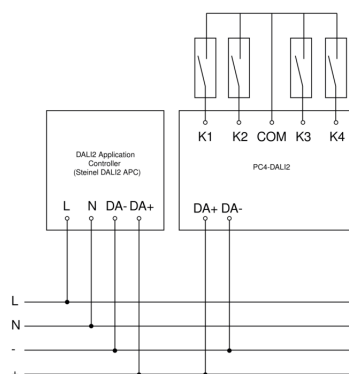 K1 K2 COM K3 K4
DALI2 Application
Controller
(Steinel DALI2 APC)
PC4-DALI2
L N DA- DA+
DA+ DA-
L
N
-
+